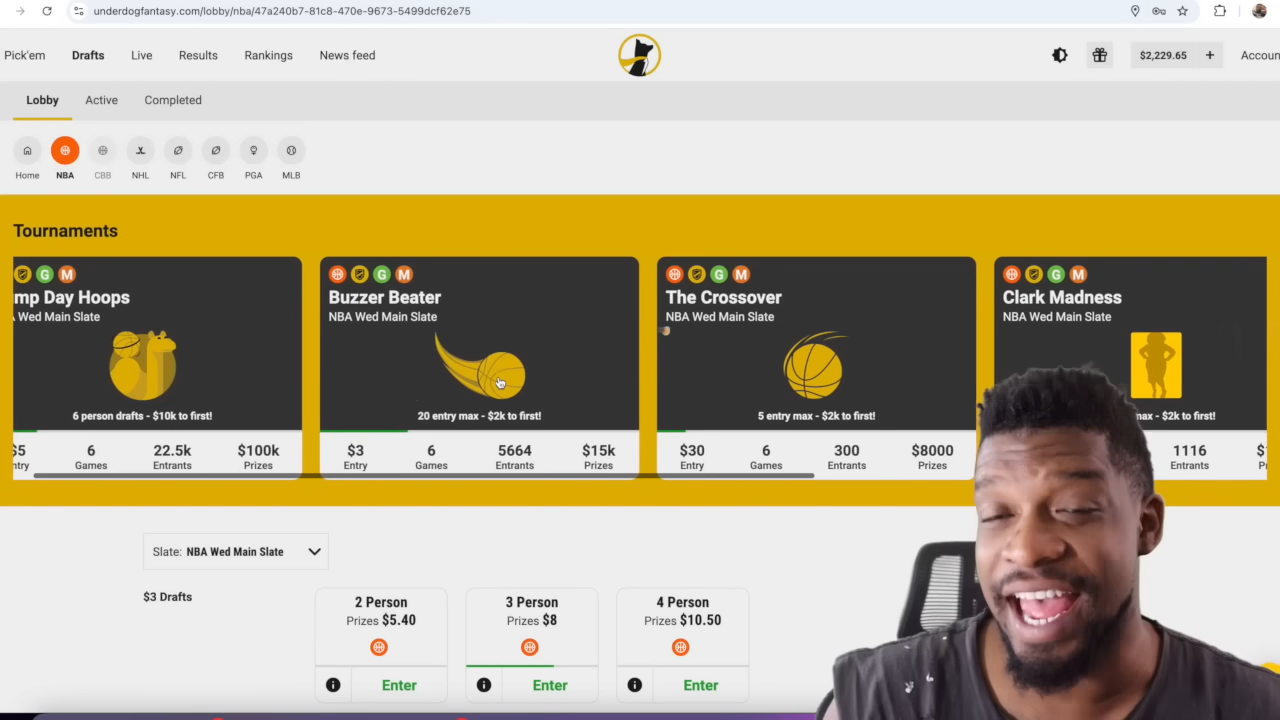 underdogfantasy.com/lobby/nba/47a240b7-81c8-470e-9673-5499dcf62e75
Pick'em Drafts Live Results Rankings News feed $2,229.65 + Accoun
Lobby Active Completed
Home NBA CBB NHL NFL CFB PGA MLB
Tournaments
G M
mp Day Hoops
Wed Main Slate
6 person drafts - $10k to first!
$5 6 22.5k $100k
ntry Games Entrants Prizes
G M
Buzzer Beater
NBA Wed Main Slate
20 entry max - $2k to first!
$3 6 5664 $15k
Entry Games Entrants Prizes
G M
The Crossover
NBA Wed Main Slate
5 entry max - $2k to first!
$30 6 300 $8000
Entry Games Entrants Prizes
G M
Clark Madness
NBA Wed Main Slate
max - $2k to first!
1116
Entrants
Slate: NBA Wed Main Slate
$3 Drafts
2 Person
Prizes $5.40
Enter
3 Person
Prizes $8
Enter
4 Person
Prizes $10.50
Enter